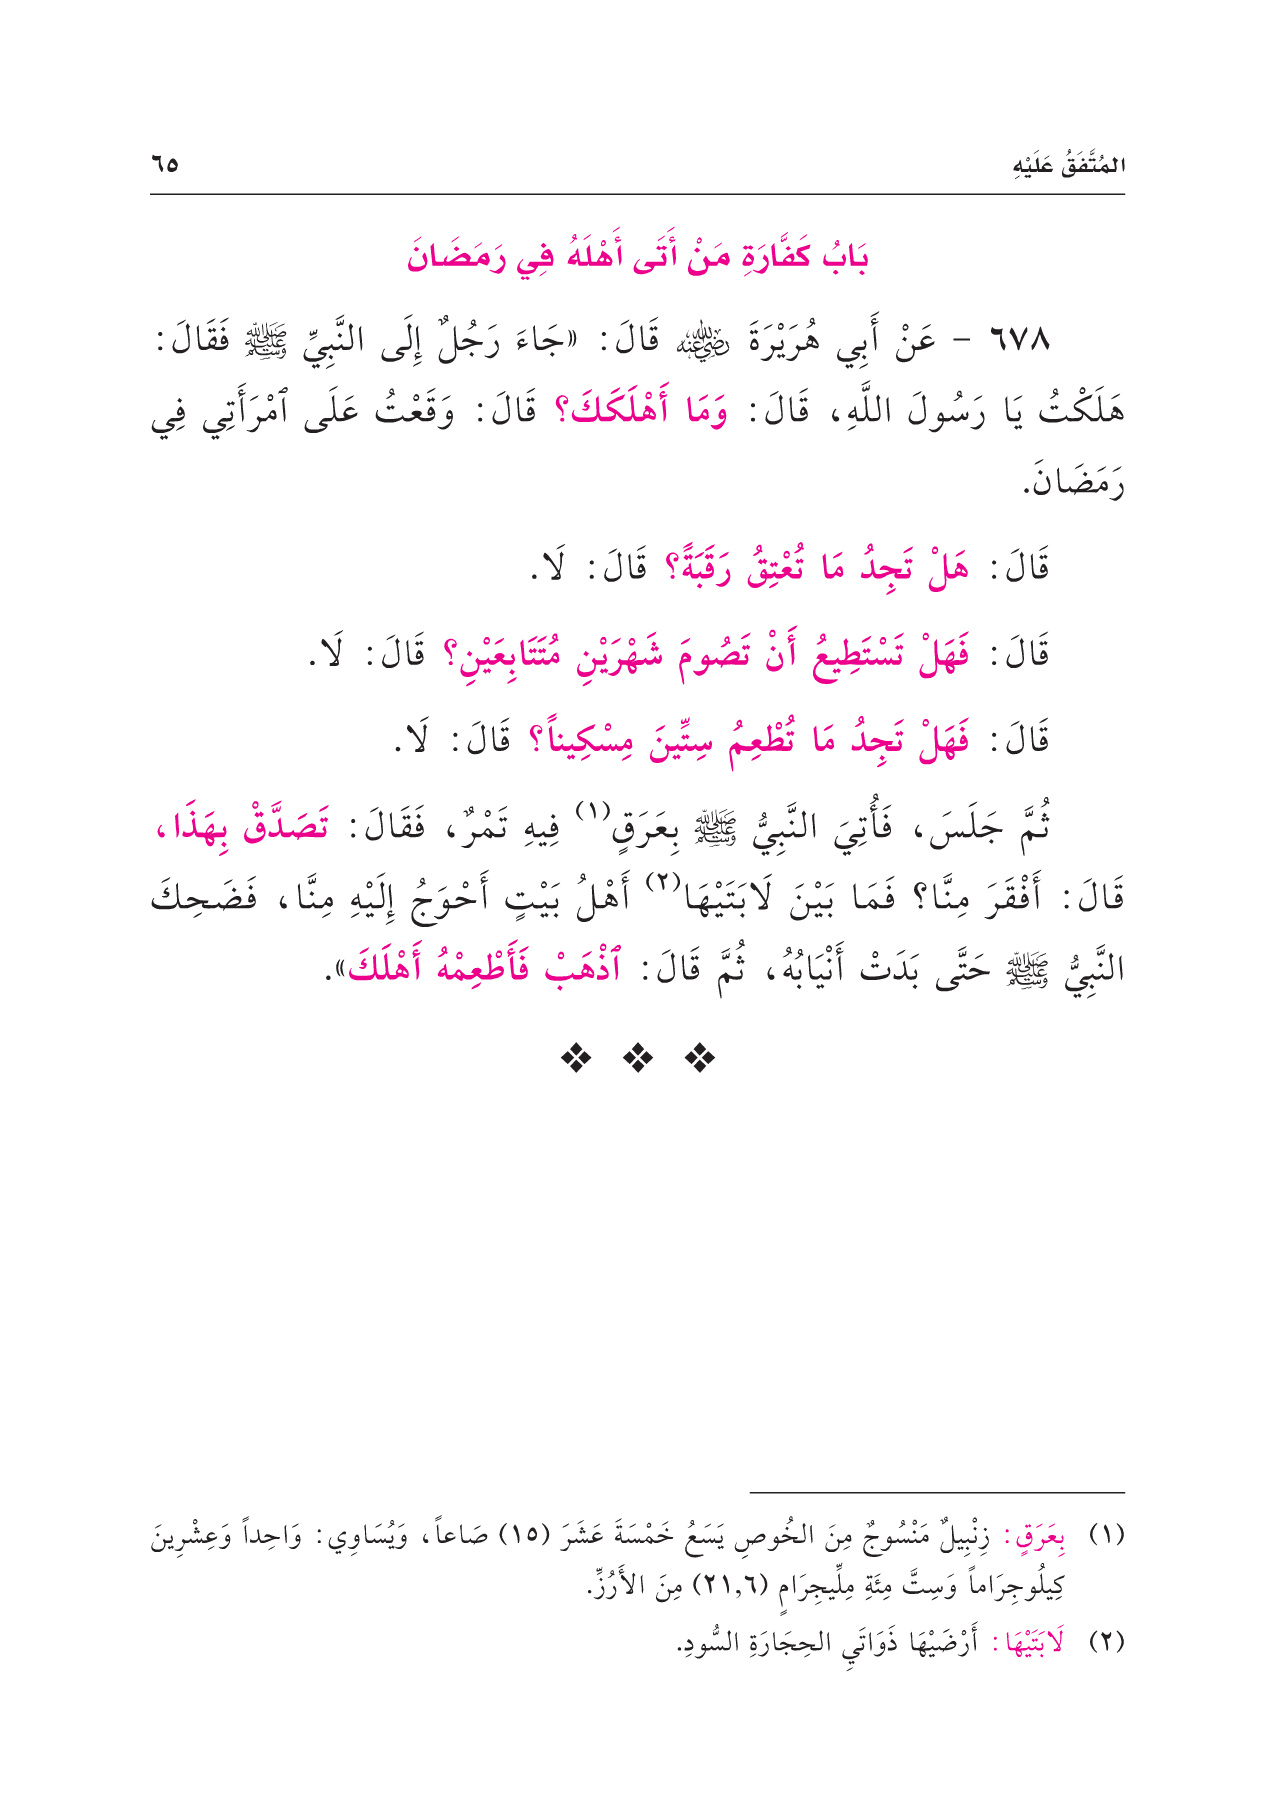 المُتَّفَقُ عَلَيْهِ ٦٥
بَابُ كَفَّارَةِ مَنْ أَتَى أَهْلَهُ فِي رَمَضَانَ
٦٧٨ - عَنْ أَبِي هُرَيْرَةَ رضي الله عنه قَالَ: «جَاءَ رَجُلٌ إِلَى النَّبِيِّ ﷺ فَقَالَ:
هَلَكْتُ يَا رَسُولَ اللَّهِ، قَالَ: وَمَا أَهْلَكَكَ؟ قَالَ: وَقَعْتُ عَلَى ٱمْرَأَتِي فِي
رَمَضَانَ.
قَالَ: هَلْ تَجِدُ مَا تُعْتِقُ رَقَبَةً؟ قَالَ: لَا.
قَالَ: فَهَلْ تَسْتَطِيعُ أَنْ تَصُومَ شَهْرَيْنِ مُتَتَابِعَيْنِ؟ قَالَ: لَا.
قَالَ: فَهَلْ تَجِدُ مَا تُطْعِمُ سِتِّينَ مِسْكِيناً؟ قَالَ: لَا.
ثُمَّ جَلَسَ، فَأُتِيَ النَّبِيُّ ﷺ بِعَرَقٍ(١) فِيهِ تَمْرٌ، فَقَالَ: تَصَدَّقْ بِهَذَا،
قَالَ: أَفْقَرَ مِنَّا؟ فَمَا بَيْنَ لَابَتَيْهَا(٢) أَهْلُ بَيْتٍ أَحْوَجُ إِلَيْهِ مِنَّا، فَضَحِكَ
النَّبِيُّ ﷺ حَتَّى بَدَتْ أَنْيَابُهُ، ثُمَّ قَالَ: ٱذْهَبْ فَأَطْعِمْهُ أَهْلَكَ».
(١) بِعَرَقٍ: زِنْبِيلٌ مَنْسُوجٌ مِنَ الخُوصِ يَسَعُ خَمْسَةَ عَشَرَ (١٥) صَاعاً، وَيُسَاوِي: وَاحِداً وَعِشْرِينَ
كِيلُوجِرَاماً وَسِتَّ مِئَةِ مِلِّيجِرَامٍ (٢١,٦) مِنَ الأَرُزِّ.
(٢) لَابَتَيْهَا: أَرْضَيْهَا ذَوَاتَيِ الحِجَارَةِ السُّودِ.